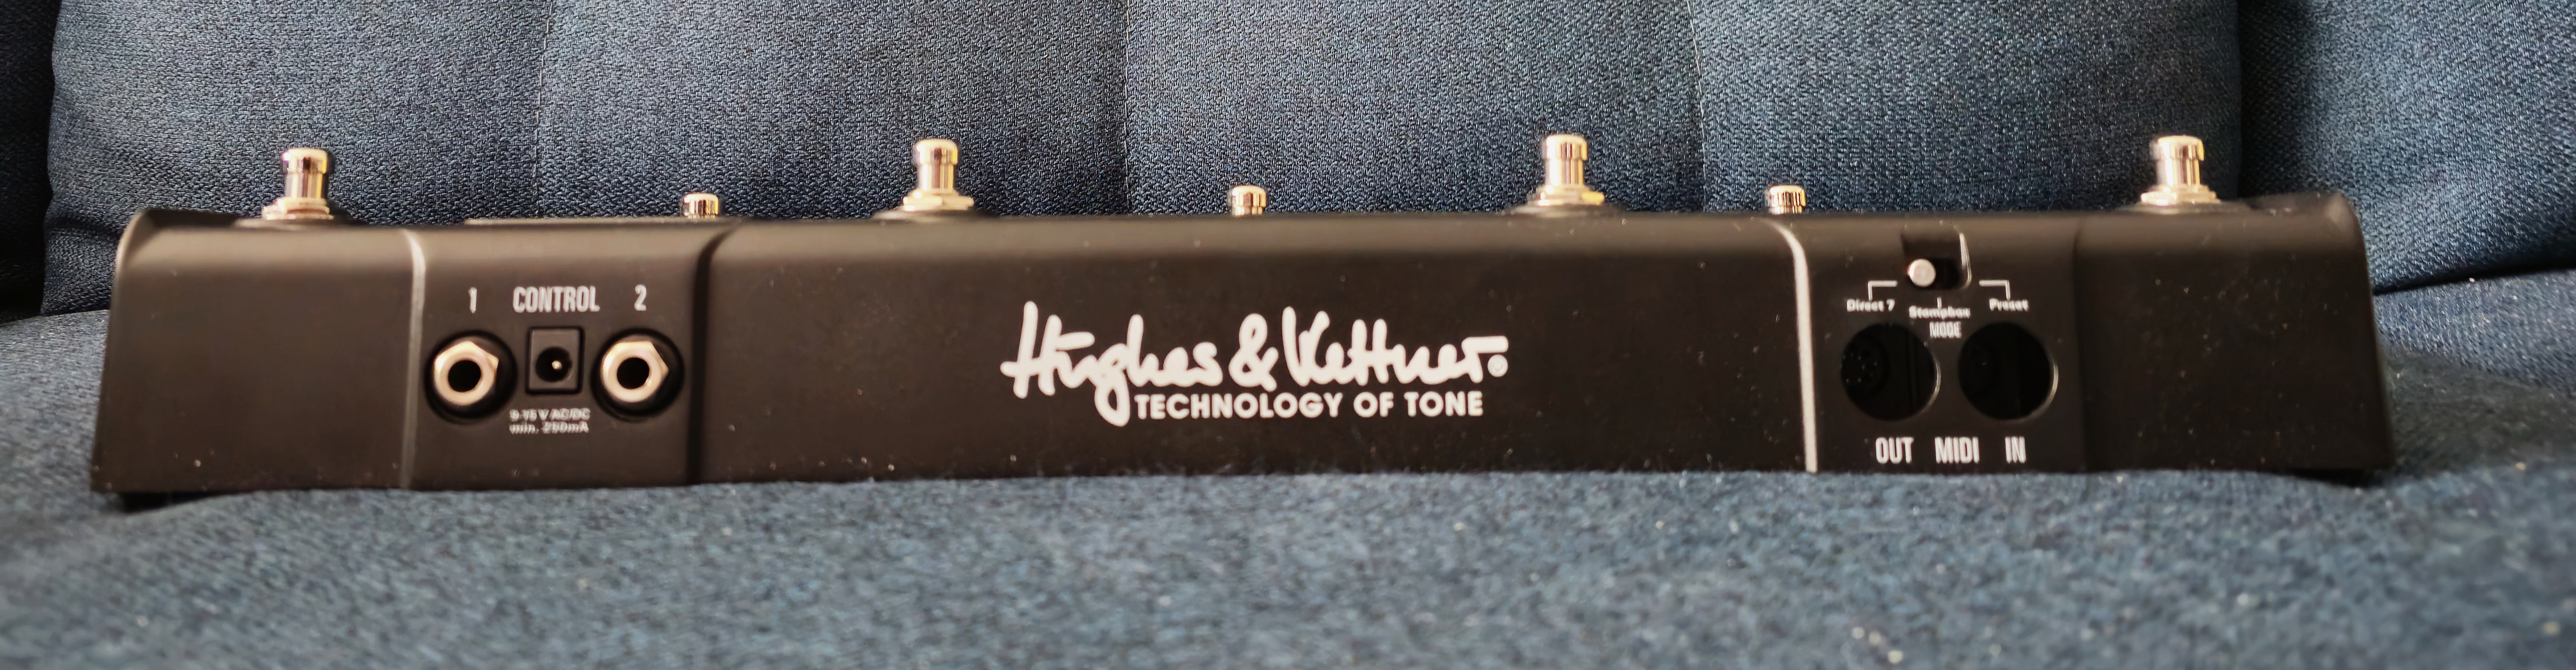 1 CONTROL 2
9-15 V AC/DC
min. 250mA
Hughes & Kettner®
TECHNOLOGY OF TONE
Direct 7 Stompbox Preset
MODE
OUT MIDI IN